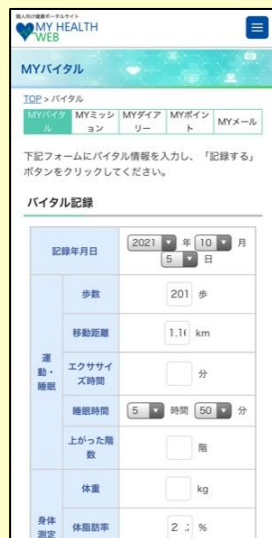 個人向け健康ポータルサイト
MY HEALTH
WEB
MYバイタル
TOP > バイタル
MYバイタ
ル
MYミッシ
ョン
MYダイア
リー
MYポイン
ト
MYメール
下記フォームにバイタル情報を入力し、「記録する」
ボタンをクリックしてください。
バイタル記録
記録年月日
2021 年 10 月
5 日
運
動・
睡眠
歩数
201 歩
移動距離
km
エクササイ
ズ時間
分
睡眠時間
5 時間 50 分
上がった階
数
階
身体
測定
体重
kg
体脂肪率
2 %